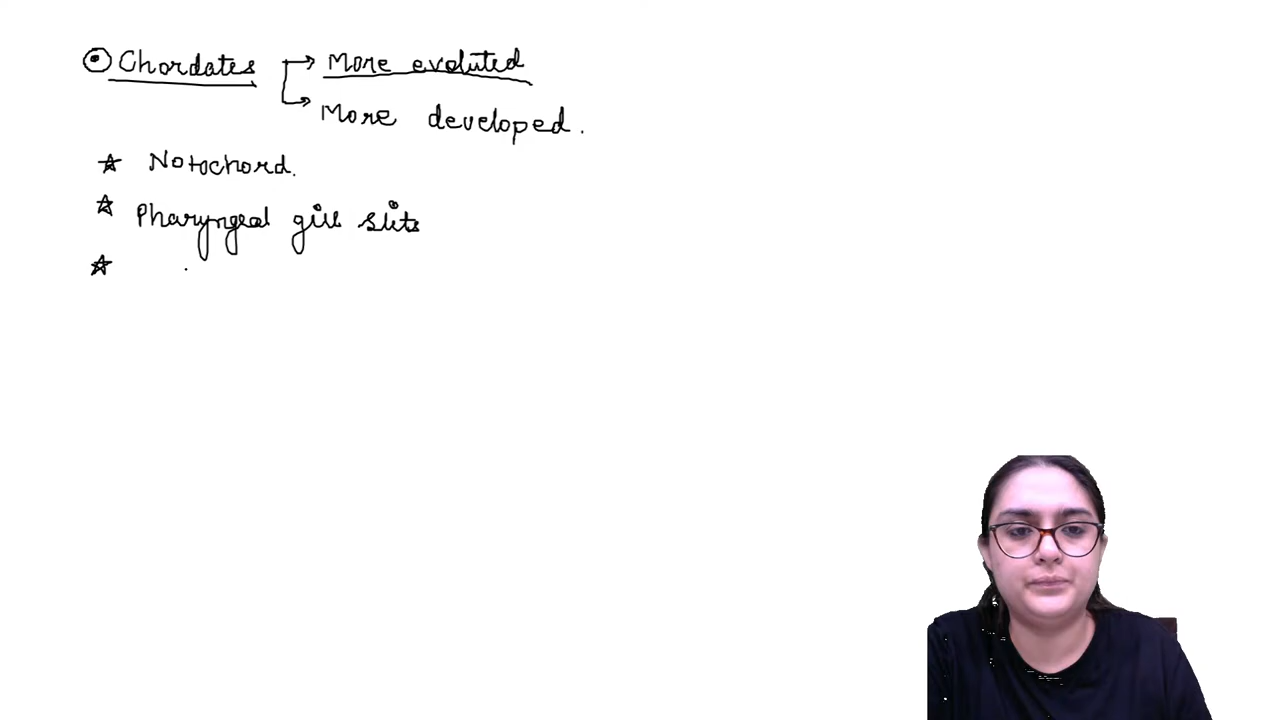 Chordates → More evoluted
→ More developed.
☆ Notochord.
☆ Pharyngeal gill slits
☆